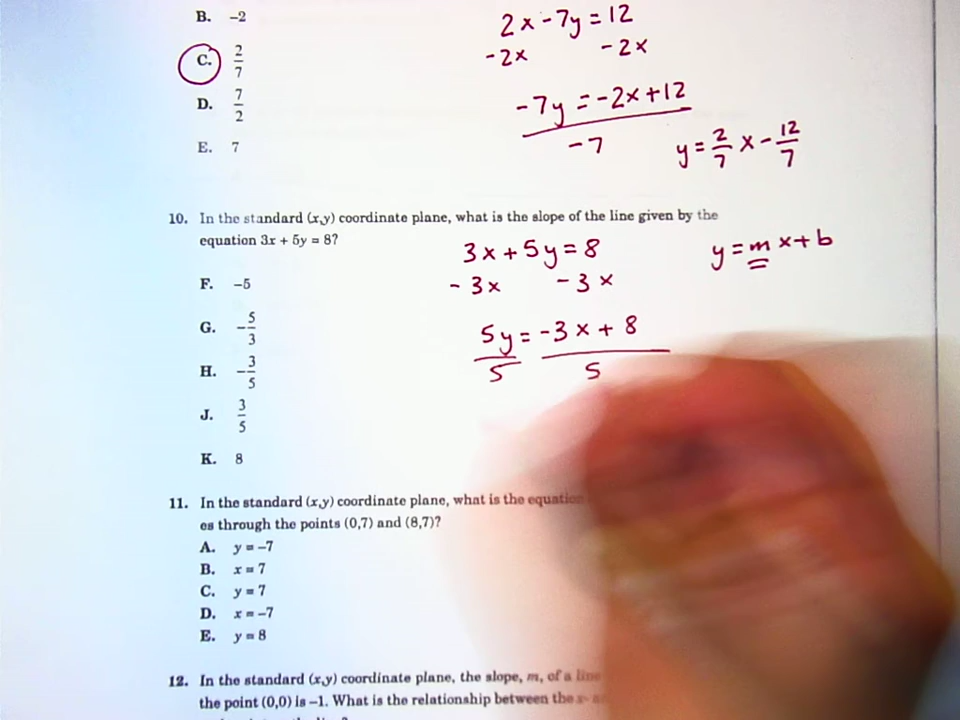 B. −2
C. 2/7
D. 7/2
E. 7
2x - 7y = 12
-2x -2x
-7y = -2x + 12
-7
y = 2/7 x - 12/7
10. In the standard (x,y) coordinate plane, what is the slope of the line given by the
equation 3x + 5y = 8?
F. −5
G. −5/3
H. −3/5
J. 3/5
K. 8
3x + 5y = 8
- 3x - 3x
5y = -3x + 8
5 5
y = mx + b
11. In the standard (x,y) coordinate plane, what is the equation
es through the points (0,7) and (8,7)?
A. y = −7
B. x = 7
C. y = 7
D. x = −7
E. y = 8
12. In the standard (x,y) coordinate plane, the slope, m, of a line
the point (0,0) is −1. What is the relationship between the x-